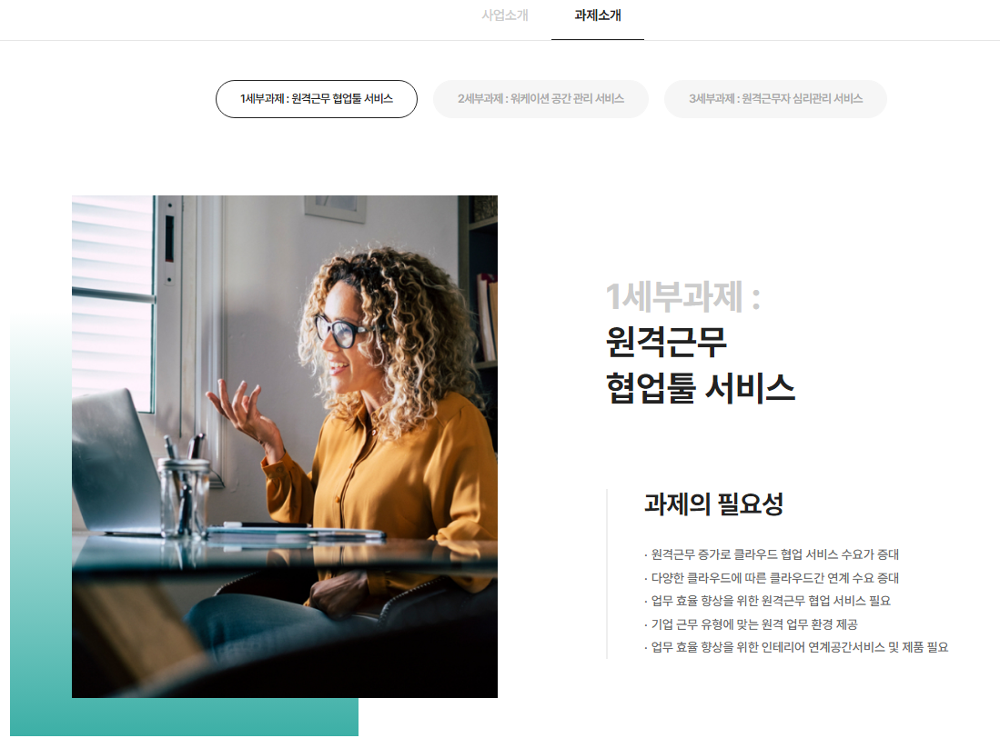 사업소개
과제소개
1세부과제 : 원격근무 협업툴 서비스
2세부과제 : 워케이션 공간 관리 서비스
3세부과제 : 원격근무자 심리관리 서비스
1세부과제 :
원격근무
협업툴 서비스
과제의 필요성
· 원격근무 증가로 클라우드 협업 서비스 수요가 증대
· 다양한 클라우드에 따른 클라우드간 연계 수요 증대
· 업무 효율 향상을 위한 원격근무 협업 서비스 필요
· 기업 근무 유형에 맞는 원격 업무 환경 제공
· 업무 효율 향상을 위한 인테리어 연계공간서비스 및 제품 필요